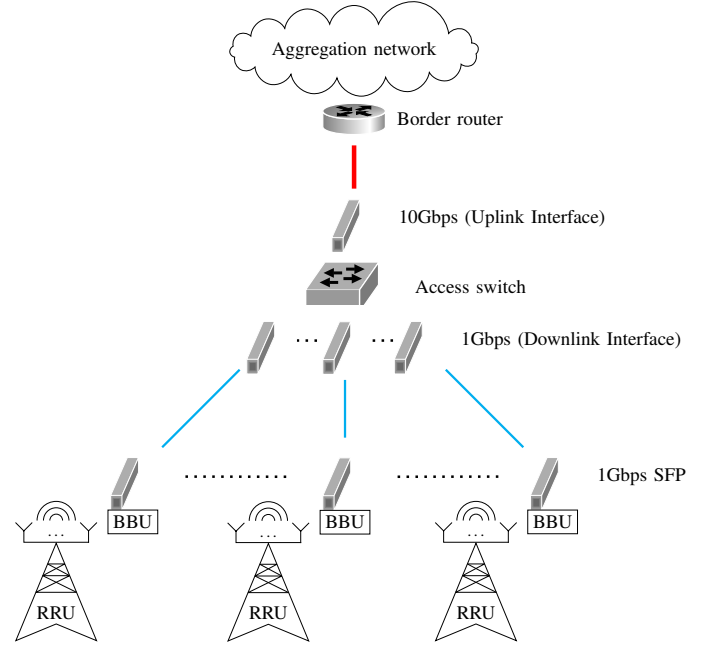 Aggregation network
Border router
10Gbps (Uplink Interface)
Access switch
... ... 1Gbps (Downlink Interface)
1Gbps SFP
BBU BBU BBU
... ... ...
RRU RRU RRU